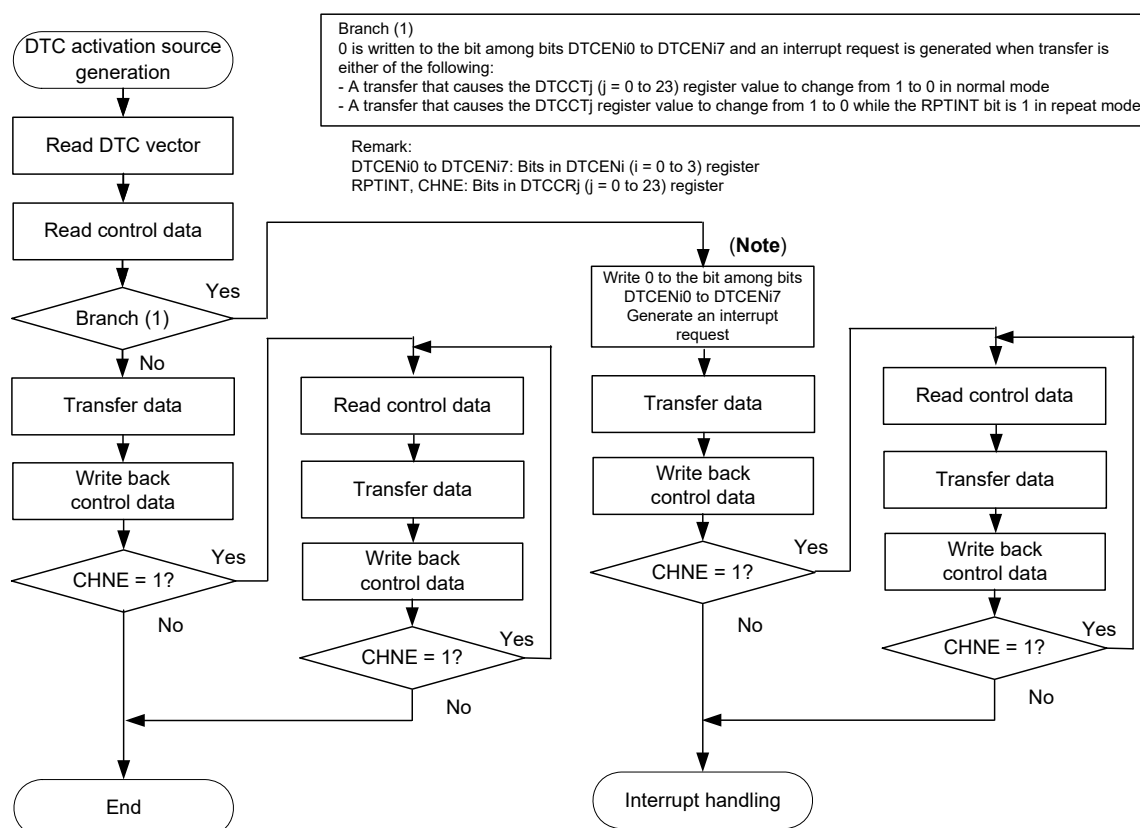 DTC activation source
generation
Read DTC vector
Read control data
Branch (1)
Yes
No
Transfer data
Write back
control data
CHNE = 1?
Yes
No
End
Read control data
Transfer data
Write back
control data
CHNE = 1?
Yes
No
Branch (1)
0 is written to the bit among bits DTCENi0 to DTCENi7 and an interrupt request is generated when transfer is
either of the following:
- A transfer that causes the DTCCTj (j = 0 to 23) register value to change from 1 to 0 in normal mode
- A transfer that causes the DTCCTj register value to change from 1 to 0 while the RPTINT bit is 1 in repeat mode
Remark:
DTCENi0 to DTCENi7: Bits in DTCENi (i = 0 to 3) register
RPTINT, CHNE: Bits in DTCCRj (j = 0 to 23) register
(Note)
Write 0 to the bit among bits
DTCENi0 to DTCENi7
Generate an interrupt
request
Transfer data
Write back
control data
CHNE = 1?
Yes
No
Interrupt handling
Read control data
Transfer data
Write back
control data
CHNE = 1?
Yes
No